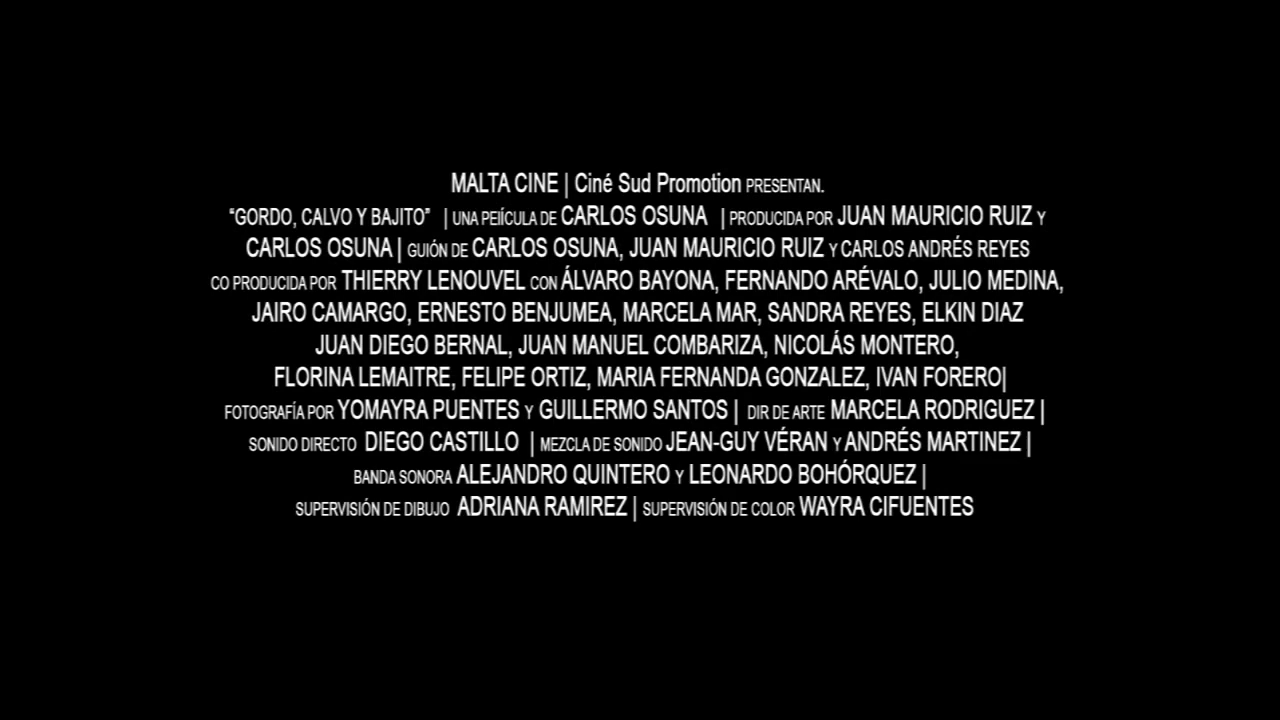 MALTA CINE | Ciné Sud Promotion PRESENTAN.
“GORDO, CALVO Y BAJITO” | UNA PElÍCULA DE CARLOS OSUNA | PRODUCIDA POR JUAN MAURICIO RUIZ Y
CARLOS OSUNA | GUIÓN DE CARLOS OSUNA, JUAN MAURICIO RUIZ Y CARLOS ANDRÉS REYES
CO PRODUCIDA POR THIERRY LENOUVEL CON ÁLVARO BAYONA, FERNANDO ARÉVALO, JULIO MEDINA,
JAIRO CAMARGO, ERNESTO BENJUMEA, MARCELA MAR, SANDRA REYES, ELKIN DIAZ
JUAN DIEGO BERNAL, JUAN MANUEL COMBARIZA, NICOLÁS MONTERO,
FLORINA LEMAITRE, FELIPE ORTIZ, MARIA FERNANDA GONZALEZ, IVAN FORERO|
FOTOGRAFÍA POR YOMAYRA PUENTES Y GUILLERMO SANTOS | DIR DE ARTE MARCELA RODRIGUEZ |
SONIDO DIRECTO DIEGO CASTILLO | MEZCLA DE SONIDO JEAN-GUY VÉRAN Y ANDRÉS MARTINEZ |
BANDA SONORA ALEJANDRO QUINTERO Y LEONARDO BOHÓRQUEZ |
SUPERVISIÓN DE DIBUJO ADRIANA RAMIREZ | SUPERVISIÓN DE COLOR WAYRA CIFUENTES